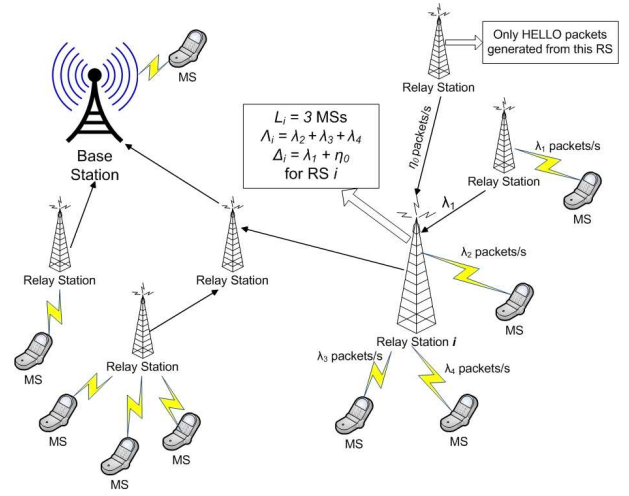 MS
Only HELLO packets
generated from this RS
Relay Station
Lᵢ = 3 MSs
Λᵢ = λ₂ + λ₃ + λ₄
Δᵢ = λ₁ + η₀
for RS i
η₀ packets/s
λ₁ packets/s
Base
Station
Relay Station
MS
λ₁
λ₂ packets/s
Relay Station
Relay Station
MS
Relay Station i
λ₃ packets/s
λ₄ packets/s
Relay Station
MS
MS
MS
MS
MS
MS